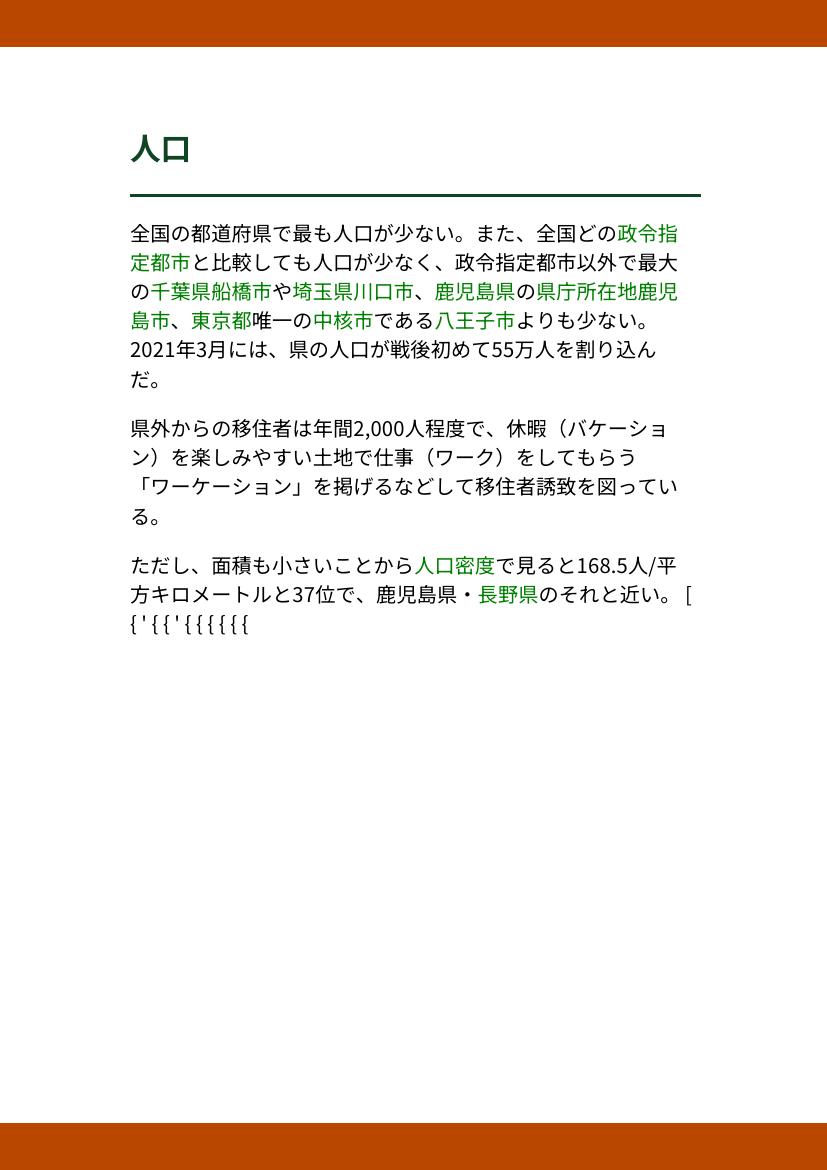 人口
全国の都道府県で最も人口が少ない。また、全国どの政令指
定都市と比較しても人口が少なく、政令指定都市以外で最大
の千葉県船橋市や埼玉県川口市、鹿児島県の県庁所在地鹿児
島市、東京都唯一の中核市である八王子市よりも少ない。
2021年3月には、県の人口が戦後初めて55万人を割り込ん
だ。
県外からの移住者は年間2,000人程度で、休暇（バケーショ
ン）を楽しみやすい土地で仕事（ワーク）をしてもらう
「ワーケーション」を掲げるなどして移住者誘致を図ってい
る。
ただし、面積も小さいことから人口密度で見ると168.5人/平
方キロメートルと37位で、鹿児島県・長野県のそれと近い。 [
{ ' { { ' { { { { { {